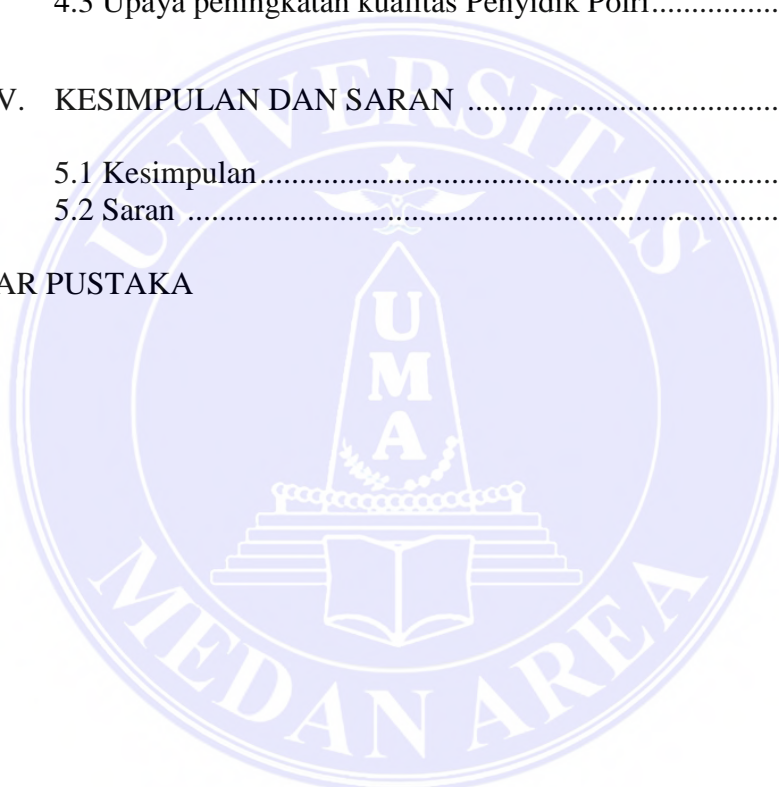 4.3 Upaya peningkatan kualitas Penyidik Polri................
V. KESIMPULAN DAN SARAN ........................................
5.1 Kesimpulan..................................................................
5.2 Saran ...........................................................................
AR PUSTAKA
UNIVERSITAS
UMA
MEDAN AREA